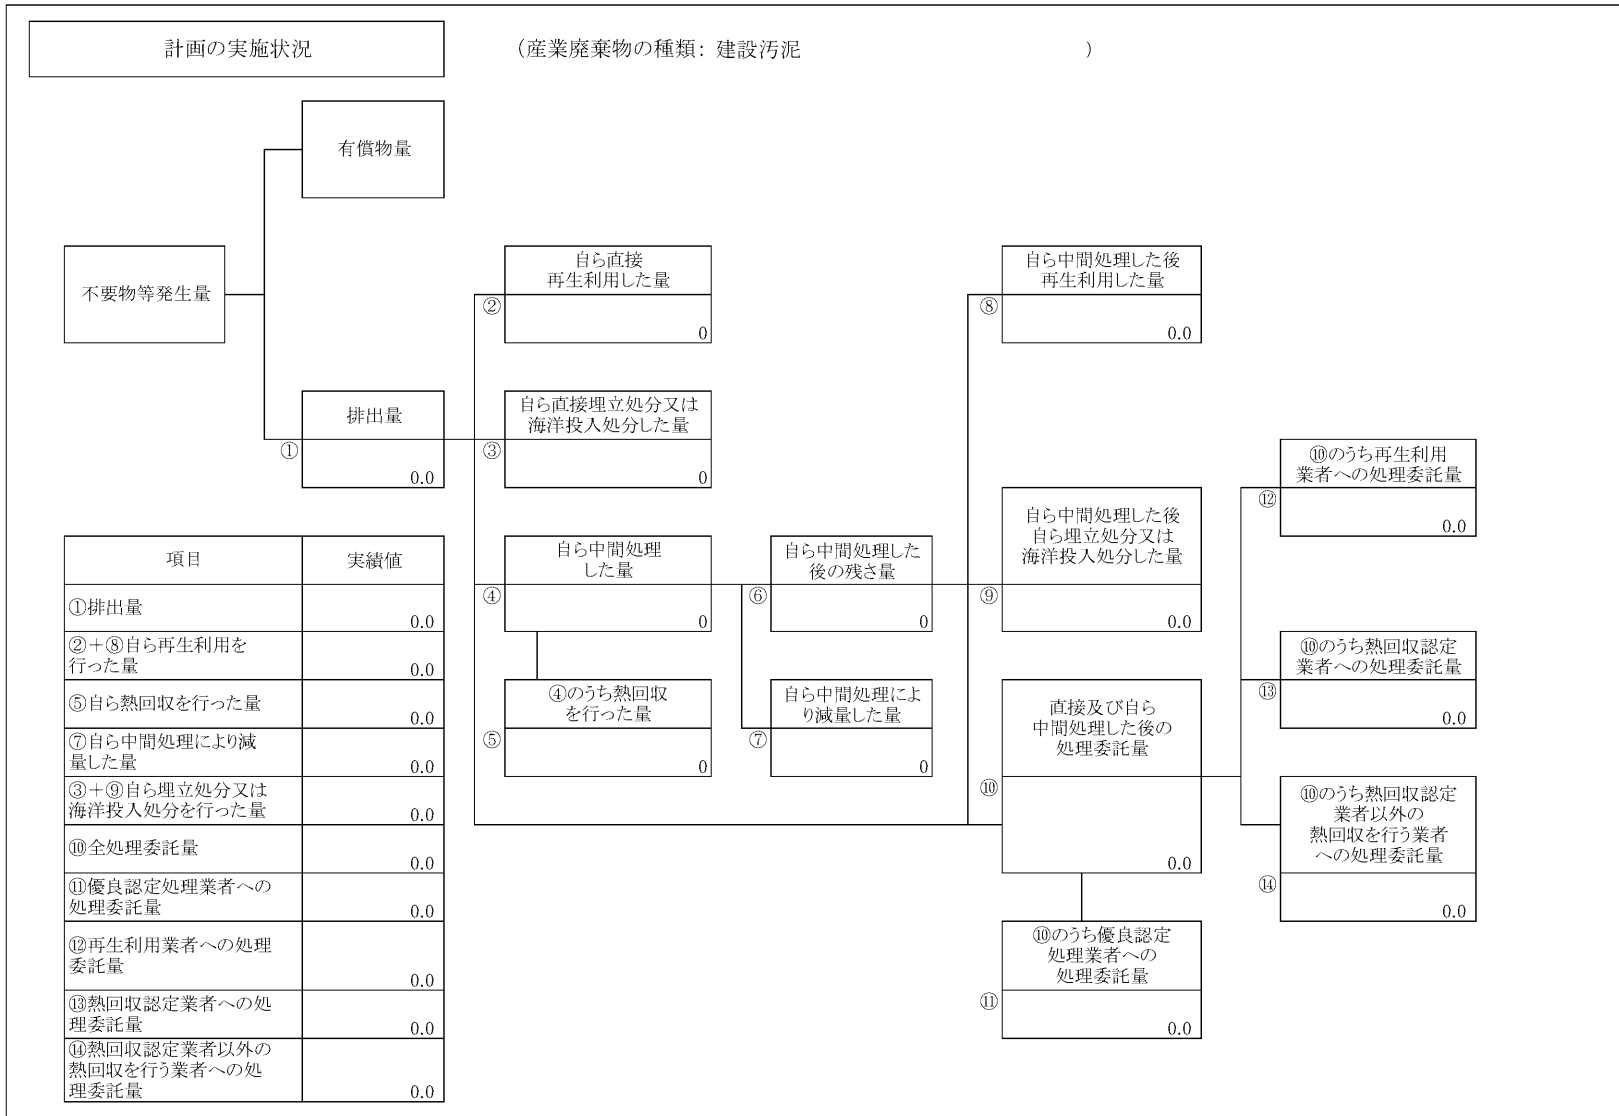 計画の実施状況
（産業廃棄物の種類：建設汚泥　　　　　　　　　　　　）
有償物量
不要物等発生量
自ら直接
再生利用した量
②
0
自ら中間処理した後
再生利用した量
⑧
0.0
排出量
①
0.0
自ら直接埋立処分又は
海洋投入処分した量
③
0
⑩のうち再生利用
業者への処理委託量
⑫
0.0
自ら中間処理
した量
④
0
自ら中間処理した
後の残さ量
⑥
0
自ら中間処理した後
自ら埋立処分又は
海洋投入処分した量
⑨
0.0
④のうち熱回収
を行った量
⑤
0
自ら中間処理によ
り減量した量
⑦
0
直接及び自ら
中間処理した後の
処理委託量
⑩
0.0
⑩のうち熱回収認定
業者への処理委託量
⑬
0.0
⑩のうち熱回収認定
業者以外の
熱回収を行う業者
への処理委託量
⑭
0.0
⑩のうち優良認定
処理業者への
処理委託量
⑪
0.0
項目 実績値
①排出量
0.0
②＋⑧自ら再生利用を
行った量
0.0
⑤自ら熱回収を行った量
0.0
⑦自ら中間処理により減
量した量
0.0
③＋⑨自ら埋立処分又は
海洋投入処分を行った量
0.0
⑩全処理委託量
0.0
⑪優良認定処理業者への
処理委託量
0.0
⑫再生利用業者への処理
委託量
0.0
⑬熱回収認定業者への処
理委託量
0.0
⑭熱回収認定業者以外の
熱回収を行う業者への処
理委託量
0.0